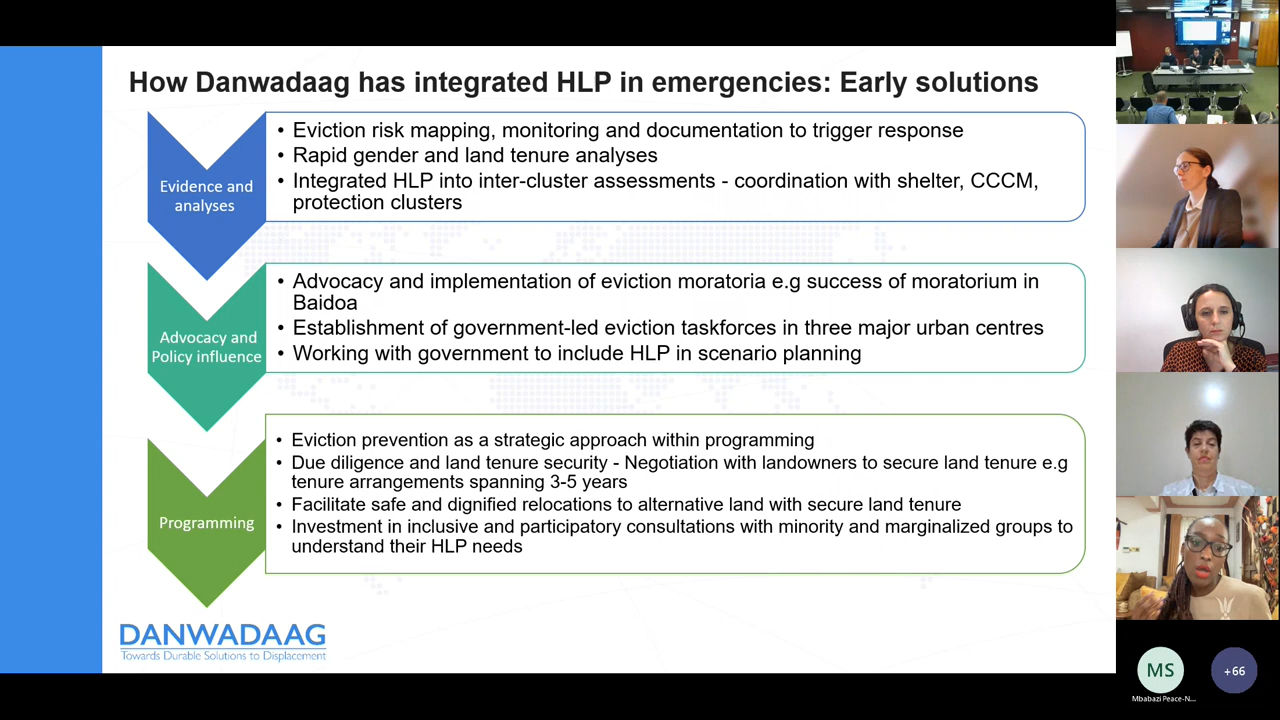 How Danwadaag has integrated HLP in emergencies: Early solutions
Evidence and
analyses
• Eviction risk mapping, monitoring and documentation to trigger response
• Rapid gender and land tenure analyses
• Integrated HLP into inter-cluster assessments - coordination with shelter, CCCM,
protection clusters
Advocacy and
Policy influence
• Advocacy and implementation of eviction moratoria e.g success of moratorium in
Baidoa
• Establishment of government-led eviction taskforces in three major urban centres
• Working with government to include HLP in scenario planning
Programming
• Eviction prevention as a strategic approach within programming
• Due diligence and land tenure security - Negotiation with landowners to secure land tenure e.g
tenure arrangements spanning 3-5 years
• Facilitate safe and dignified relocations to alternative land with secure land tenure
• Investment in inclusive and participatory consultations with minority and marginalized groups to
understand their HLP needs
DANWADAAG
Towards Durable Solutions to Displacement
MS
+66
Mbabazi Peace-N...